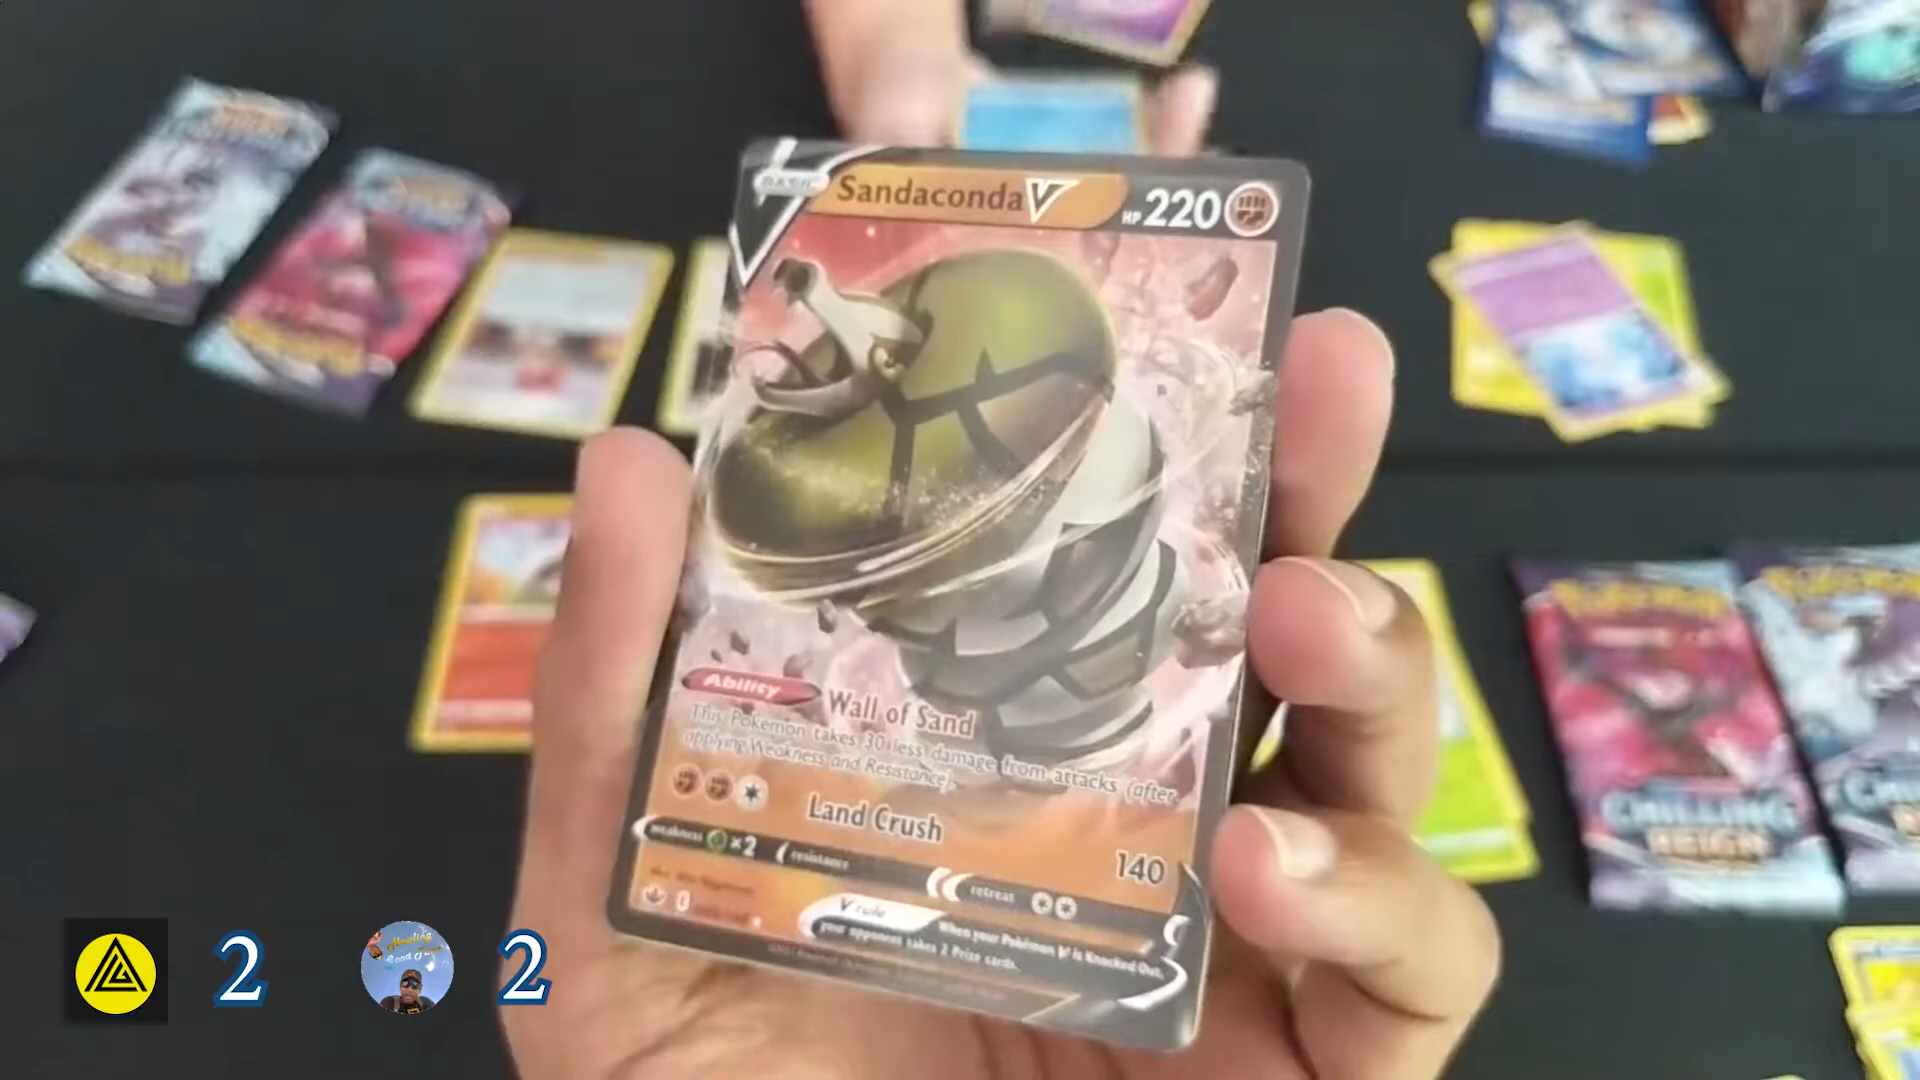 BASIC
Sandaconda V
HP 220
Ability Wall of Sand
This Pokémon takes 30 less damage from attacks (after
applying Weakness and Resistance).
Land Crush
140
weakness ×2 resistance
retreat
V rule
When your Pokémon V is Knocked Out,
your opponent takes 2 Prize cards.
Pokémon
CHILLING
REIGN
Pokémon
2
2